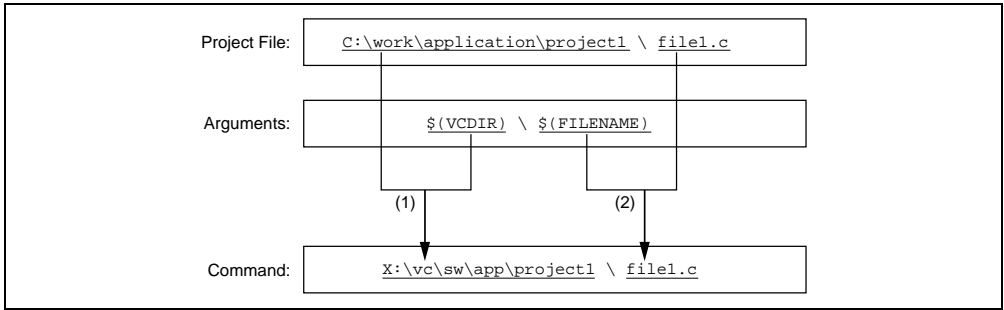 Project File: C:\work\application\project1 \ file1.c
Arguments: $(VCDIR) \ $(FILENAME)
(1) (2)
Command: X:\vc\sw\app\project1 \ file1.c